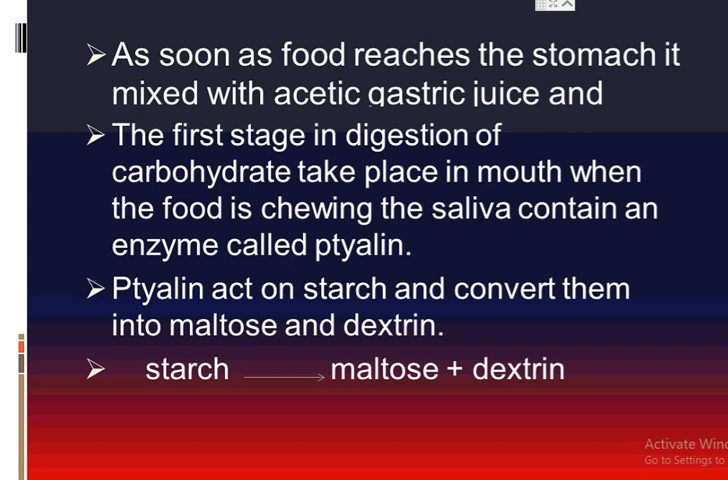 ➢ As soon as food reaches the stomach it
mixed with acetic gastric juice and
➢ The first stage in digestion of
carbohydrate take place in mouth when
the food is chewing the saliva contain an
enzyme called ptyalin.
➢ Ptyalin act on starch and convert them
into maltose and dextrin.
➢ starch ⟶ maltose + dextrin
Activate Wind
Go to Settings to